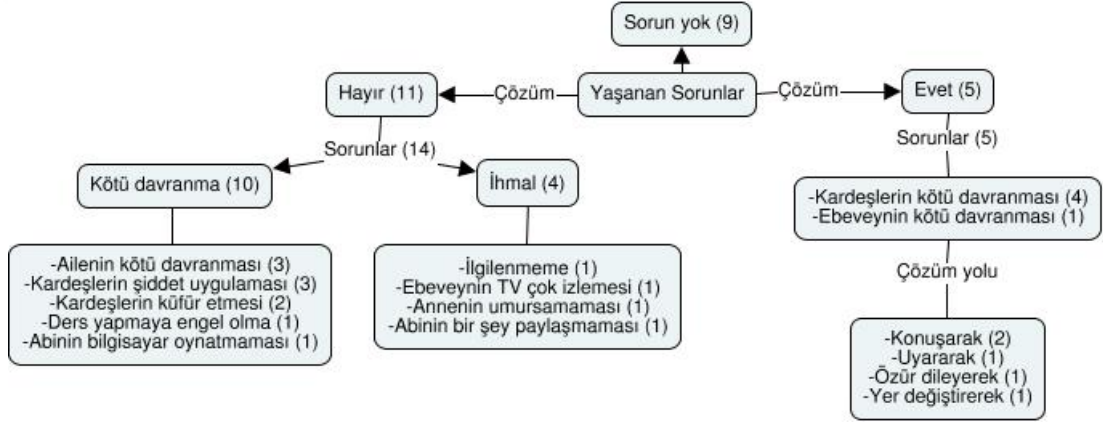 Sorun yok (9)
Hayır (11)
Çözüm
Yaşanan Sorunlar
Çözüm
Evet (5)
Sorunlar (14)
Sorunlar (5)
Kötü davranma (10)
İhmal (4)
-Kardeşlerin kötü davranması (4)
-Ebeveynin kötü davranması (1)
-Ailenin kötü davranması (3)
-Kardeşlerin şiddet uygulaması (3)
-Kardeşlerin küfür etmesi (2)
-Ders yapmaya engel olma (1)
-Abinin bilgisayar oynatmaması (1)
-İlgilenmeme (1)
-Ebeveynin TV çok izlemesi (1)
-Annenin umursamaması (1)
-Abinin bir şey paylaşmaması (1)
Çözüm yolu
-Konuşarak (2)
-Uyararak (1)
-Özür dileyerek (1)
-Yer değiştirerek (1)